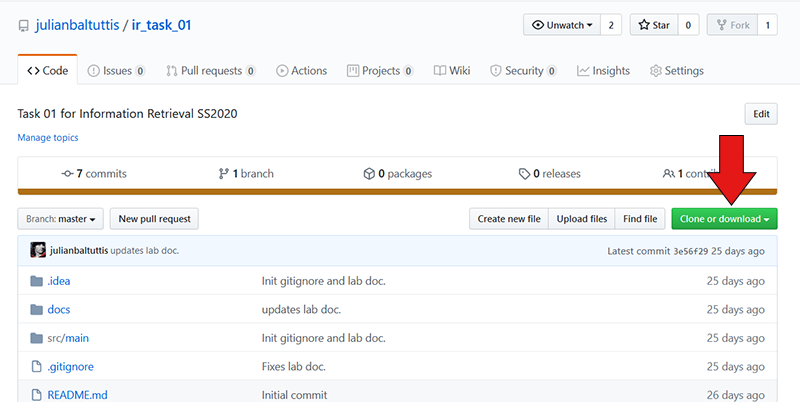 julianbaltuttis / ir_task_01 Unwatch 2 Star 0 Fork 1
Code Issues 0 Pull requests 0 Actions Projects 0 Wiki Security 0 Insights Settings
Task 01 for Information Retrieval SS2020 Edit
Manage topics
7 commits 1 branch 0 packages 0 releases 1
Branch: master New pull request Create new file Upload files Find file Clone or download
julianbaltuttis updates lab doc. Latest commit 3e56f29 25 days ago
.idea Init gitignore and lab doc. 25 days ago
docs updates lab doc. 25 days ago
src/main Init gitignore and lab doc. 25 days ago
.gitignore Fixes lab doc. 25 days ago
README.md Initial commit 26 days ago